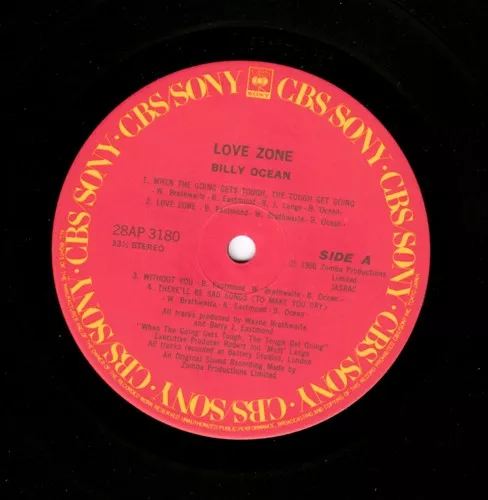 CBS/SONY · CBS/SONY · CBS/SONY · CBS/SONY · CBS/SONY · CBS/SONY · CBS/SONY
SONY
LOVE ZONE
BILLY OCEAN
1. WHEN THE GOING GETS TOUGH, THE TOUGH GET GOING
- W. Brathwaite - B. Eastmond - R. J. Lange - B. Ocean -
2. LOVE ZONE - B. Eastmond - W. Brathwaite - B. Ocean -
28AP 3180
33⅓ STEREO
SIDE A
℗ 1986 Zomba Productions
Limited
JASRAC
3. WITHOUT YOU - B. Eastmond - W. Brathwaite - B. Ocean -
4. THERE'LL BE SAD SONGS (TO MAKE YOU CRY)
- W. Brathwaite - B. Eastmond - B. Ocean -
All tracks produced by Wayne Brathwaite
and Barry J. Eastmond
"When The Going Gets Tough, The Tough Get Going"
Executive Producer Robert John "Mutt" Lange
All tracks recorded at Battery Studios, London
An Original Sound Recording Made by
Zomba Productions Limited